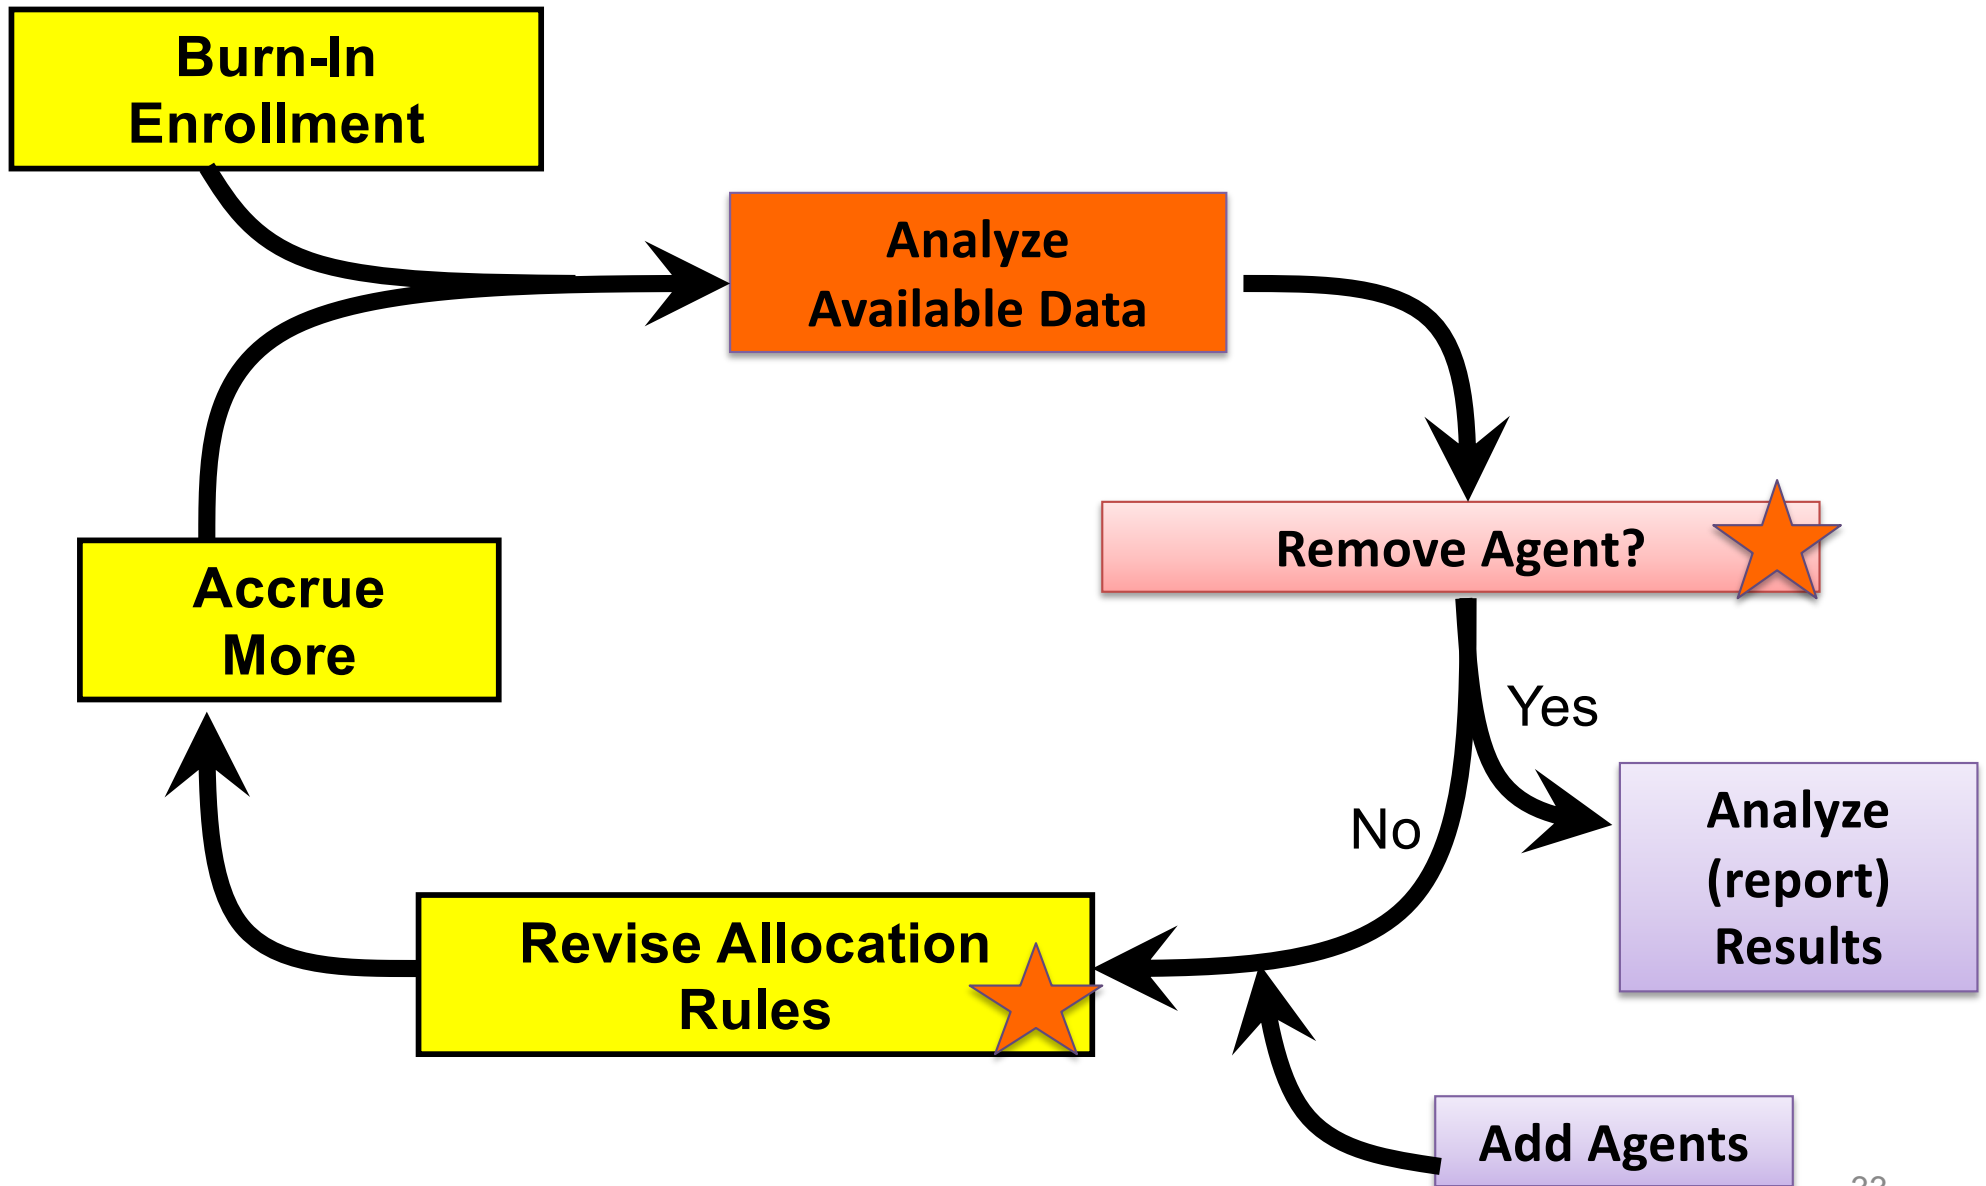 Burn-In
Enrollment
Analyze
Available Data
Remove Agent?
Accrue
More
Yes
No
Analyze
(report)
Results
Revise Allocation
Rules
Add Agents